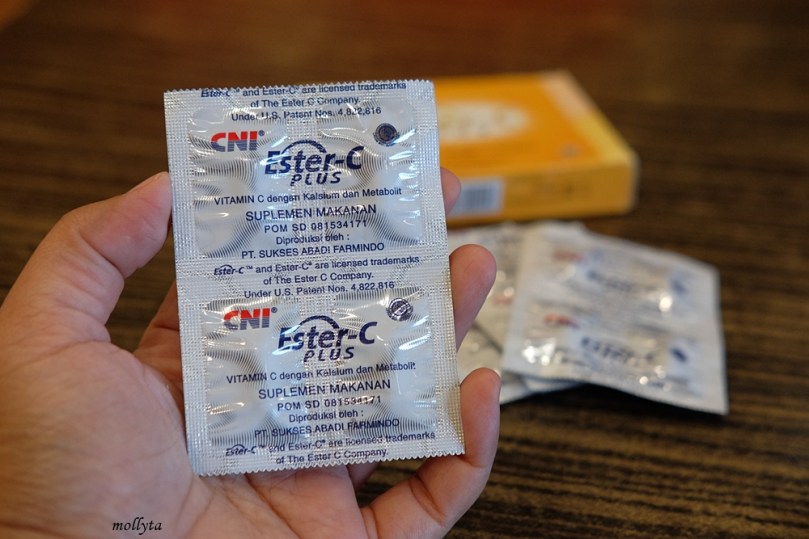 Ester-C™ and Ester-C® are licensed trademarks
of The Ester C Company.
Under U.S. Patent Nos. 4,822,816
CNI®
Ester-C
PLUS
VITAMIN C dengan Kalsium dan Metabolit
SUPLEMEN MAKANAN
POM SD 081534171
Diproduksi oleh :
PT. SUKSES ABADI FARMINDO
Ester-C™ and Ester-C® are licensed trademarks
of The Ester C Company.
Under U.S. Patent Nos. 4,822,816
CNI®
Ester-C
PLUS
VITAMIN C dengan Kalsium dan Metabolit
SUPLEMEN MAKANAN
POM SD 081534171
Diproduksi oleh :
PT. SUKSES ABADI FARMINDO
Ester-C™ and Ester-C® are licensed trademarks
of The Ester C Company.
Ester-C
mollyta